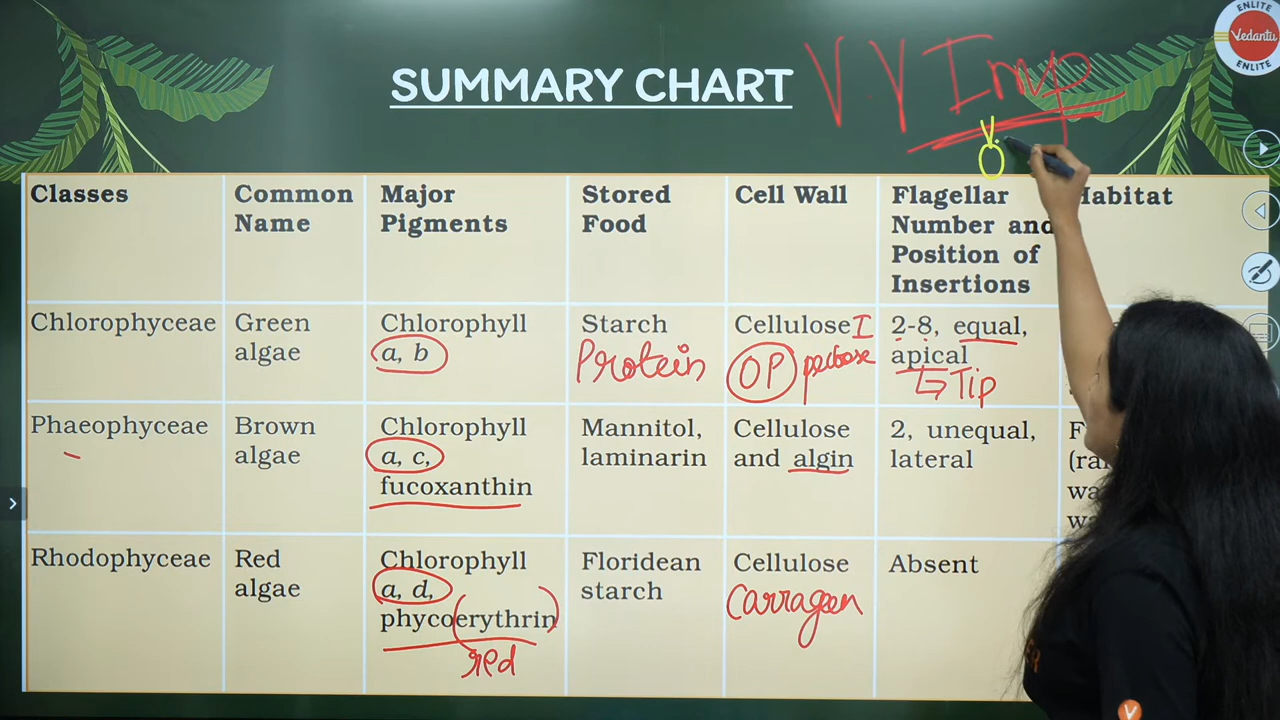 ENLITE
Vedantu
ENLITE
SUMMARY CHART
V.V Imp
Classes
Common
Name
Major
Pigments
Stored
Food
Cell Wall
Flagellar
Number and
Position of
Insertions
Habitat
Chlorophyceae
Green
algae
Chlorophyll
a, b
Starch
Protein
Cellulose I
OP pectose
2-8, equal,
apical
↳ Tip
Phaeophyceae
Brown
algae
Chlorophyll
a, c,
fucoxanthin
Mannitol,
laminarin
Cellulose
and algin
2, unequal,
lateral
Rhodophyceae
Red
algae
Chlorophyll
a, d,
phycoerythrin
red
Floridean
starch
Cellulose
Carrageen
Absent